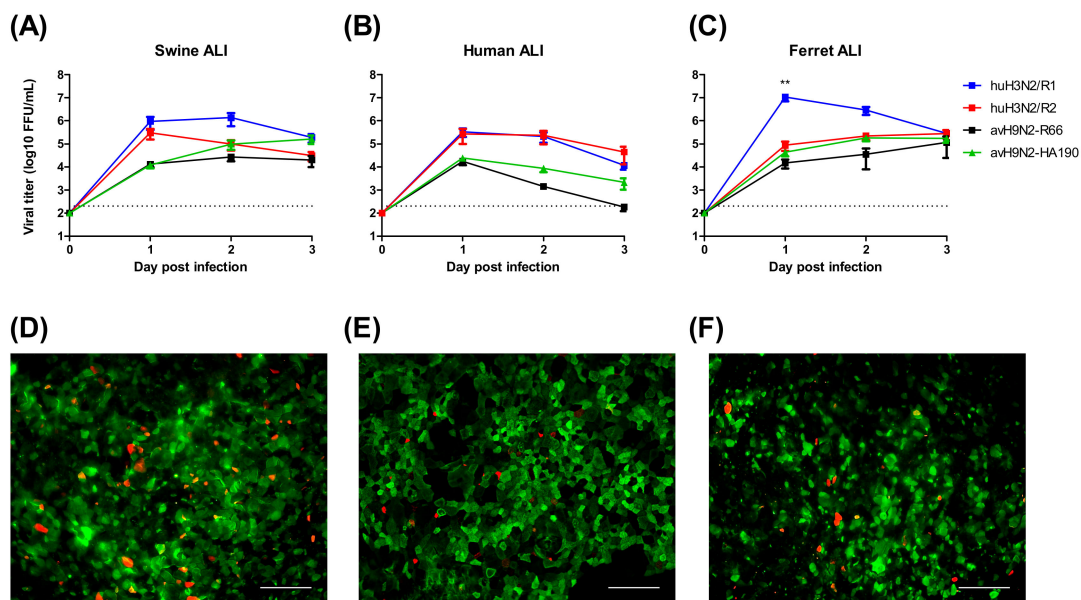 (A)
Swine ALI
Viral titer (log10 FFU/mL)
8
7
6
5
4
3
2
1
0
1
2
3
Day post infection
(B)
Human ALI
8
7
6
5
4
3
2
1
0
1
2
3
Day post infection
(C)
Ferret ALI
8
7
6
5
4
3
2
1
**
0
1
2
3
Day post infection
huH3N2/R1
huH3N2/R2
avH9N2-R66
avH9N2-HA190
(D)
(E)
(F)